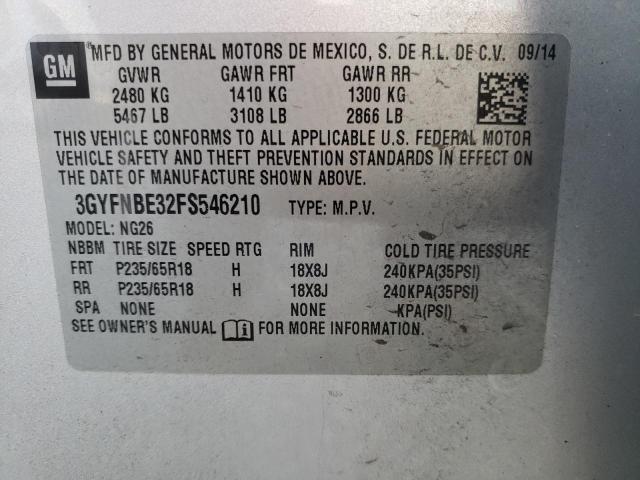 GM ® MFD BY GENERAL MOTORS DE MEXICO, S. DE R.L. DE C.V. 09/14
GVWR GAWR FRT GAWR RR
2480 KG 1410 KG 1300 KG
5467 LB 3108 LB 2866 LB
THIS VEHICLE CONFORMS TO ALL APPLICABLE U.S. FEDERAL MOTOR
VEHICLE SAFETY AND THEFT PREVENTION STANDARDS IN EFFECT ON
THE DATE OF MANUFACTURE SHOWN ABOVE.
3GYFNBE32FS546210 TYPE: M.P.V.
MODEL: NG26
NBBM TIRE SIZE SPEED RTG RIM COLD TIRE PRESSURE
FRT P235/65R18 H 18X8J 240KPA(35PSI)
RR P235/65R18 H 18X8J 240KPA(35PSI)
SPA NONE NONE -KPA(PSI)
SEE OWNER'S MANUAL FOR MORE INFORMATION.